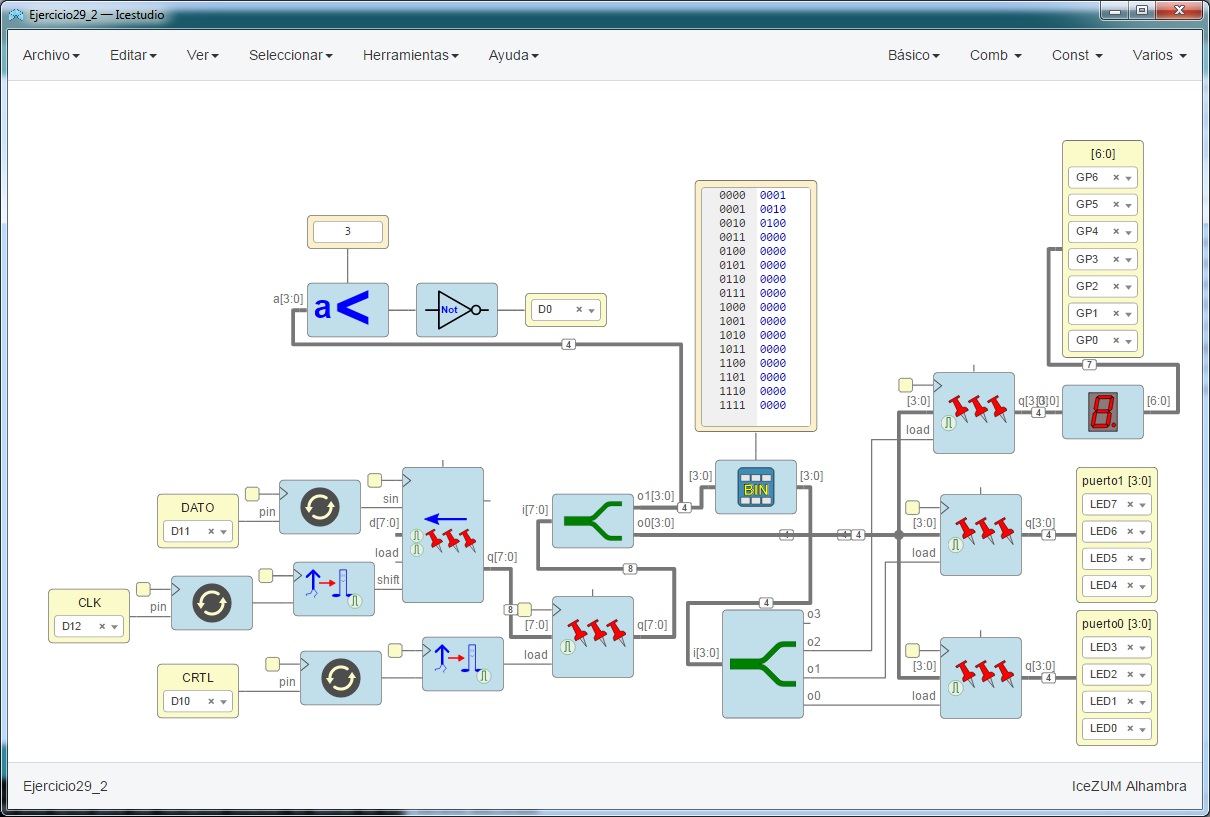 Ejercicio29_2 — Icestudio
Archivo Editar Ver Seleccionar Herramientas Ayuda Básico Comb Const Varios
3
a[3:0]
a<
Not
D0
4
0000 0001
0001 0010
0010 0100
0011 0000
0100 0000
0101 0000
0110 0000
0111 0000
1000 0000
1001 0000
1010 0000
1011 0000
1100 0000
1101 0000
1110 0000
1111 0000
[3:0]
BIN
[3:0]
[6:0]
GP6
GP5
GP4
GP3
GP2
GP1
GP0
7
[3:0]
load
q[3:0]
[3:0]
4
8.
[6:0]
DATO
D11
pin
sin
d[7:0]
load
shift
q[7:0]
8
CLK
D12
pin
CRTL
D10
pin
[7:0]
load
q[7:0]
8
i[7:0]
o1[3:0]
o0[3:0]
4
4
4
4
4
i[3:0]
o3
o2
o1
o0
[3:0]
load
q[3:0]
4
puerto1 [3:0]
LED7
LED6
LED5
LED4
[3:0]
load
q[3:0]
4
puerto0 [3:0]
LED3
LED2
LED1
LED0
Ejercicio29_2
IceZUM Alhambra